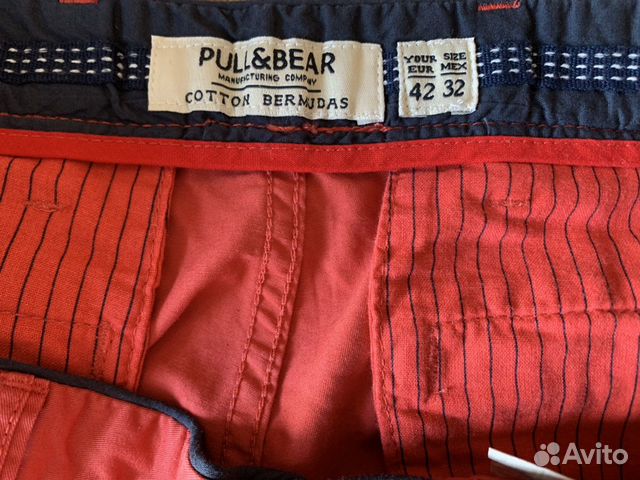 PULL&BEAR
MANUFACTURING COMPANY
COTTON BERMUDAS
YOUR SIZE
EUR MEX
42 32
Avito